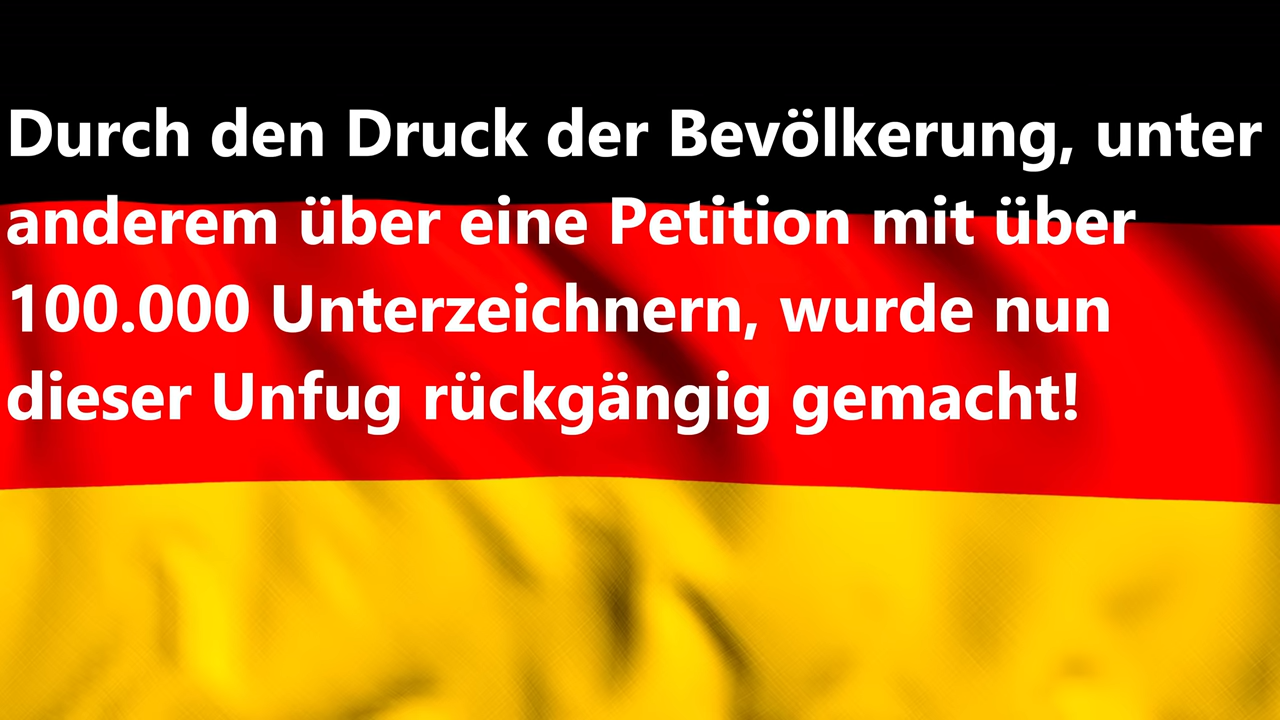 Durch den Druck der Bevölkerung, unter
anderem über eine Petition mit über
100.000 Unterzeichnern, wurde nun
dieser Unfug rückgängig gemacht!